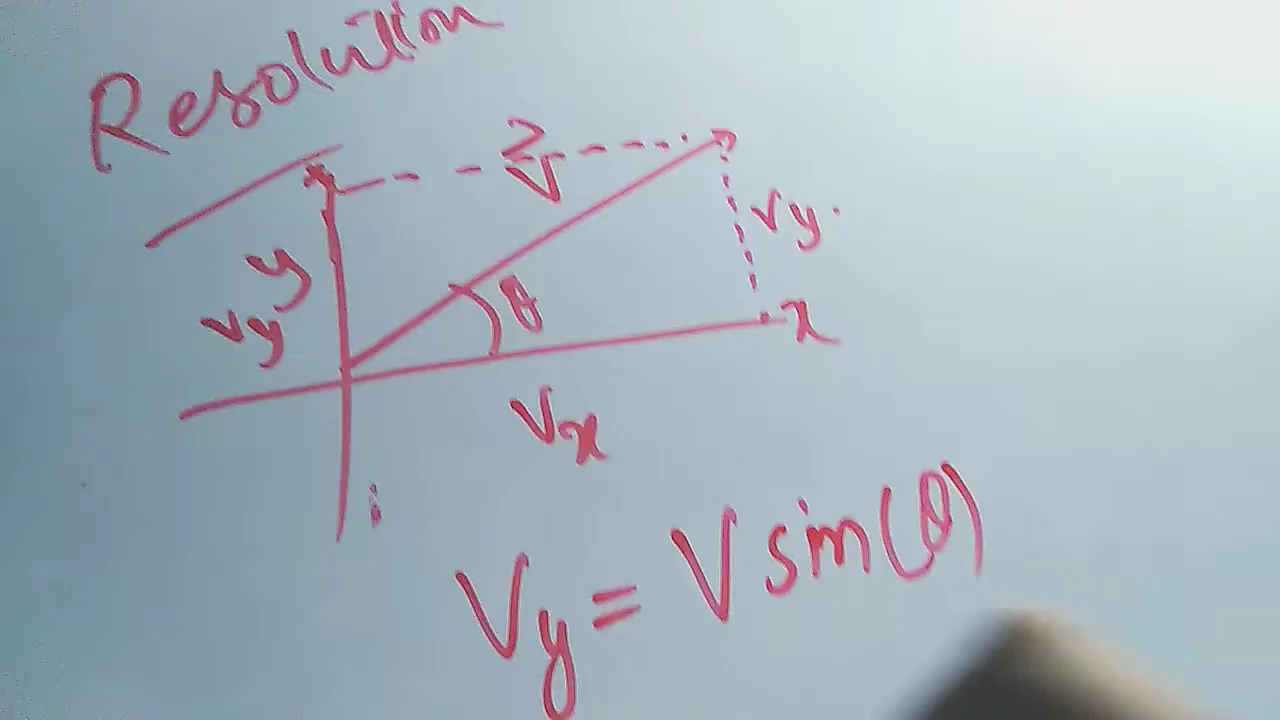 Resolution
V
y
Vy
θ
Vy
x
Vx
Vy = V sin(θ)